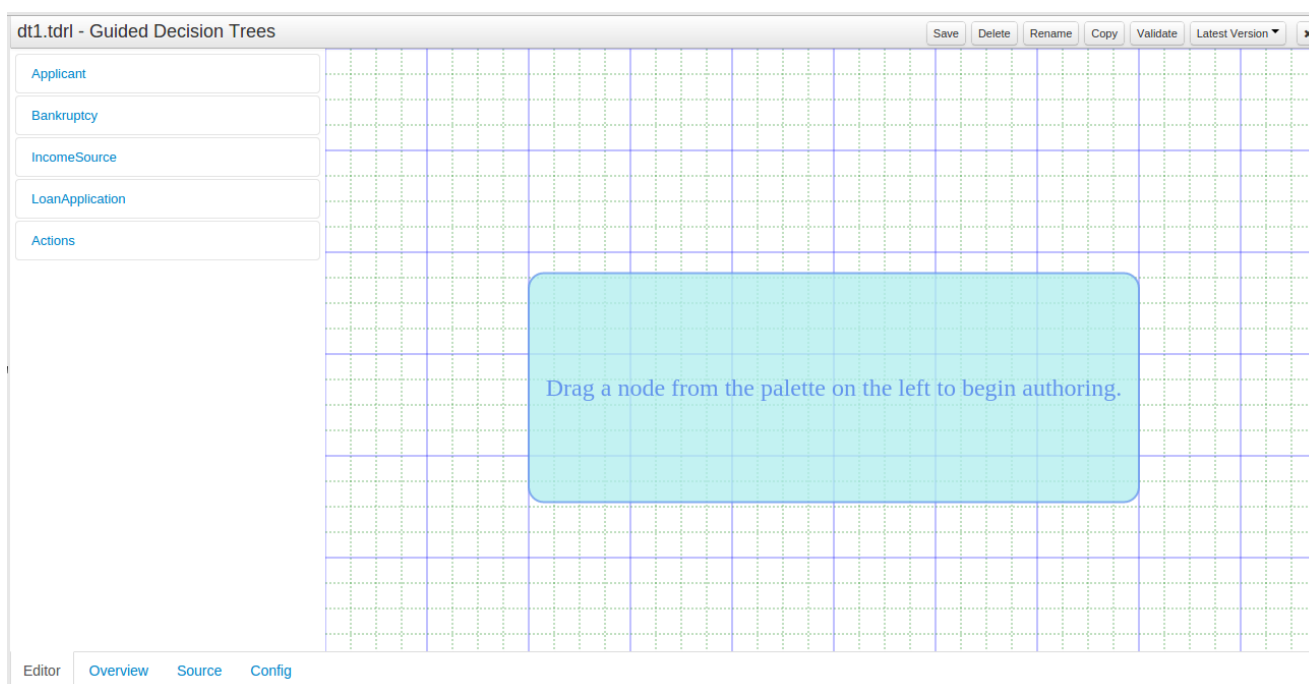 dt1.tdrl - Guided Decision Trees
Save Delete Rename Copy Validate Latest Version
Applicant
Bankruptcy
IncomeSource
LoanApplication
Actions
Drag a node from the palette on the left to begin authoring.
Editor Overview Source Config